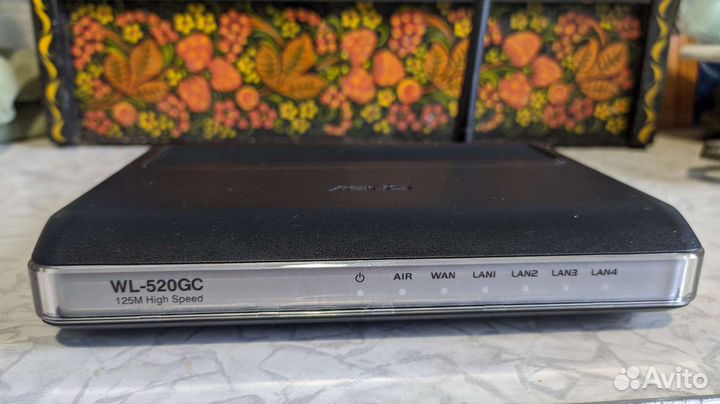 ASUS
WL-520GC
125M High Speed
AIR WAN LAN1 LAN2 LAN3 LAN4
Avito